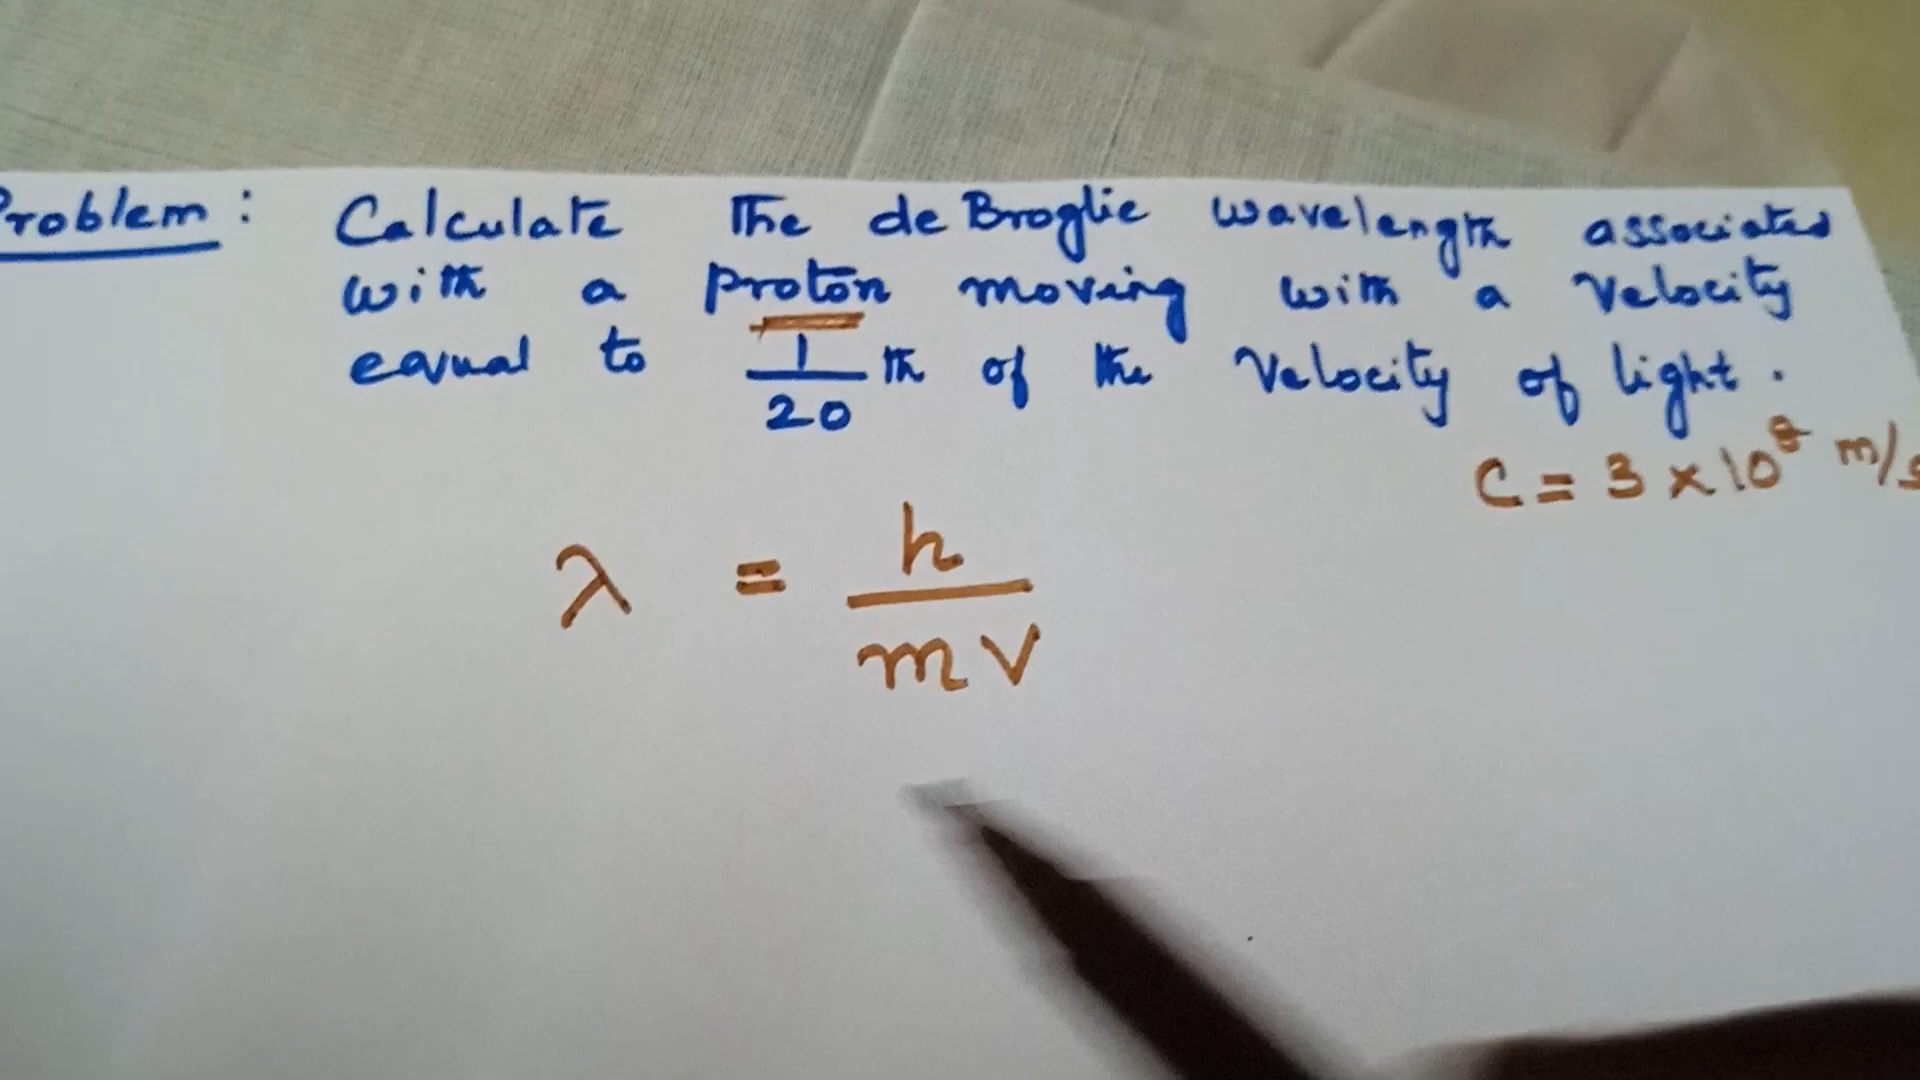 Problem: Calculate the de Broglie wavelength associated
with a proton moving with a velocity
equal to 1/20 th of the velocity of light.
C = 3 × 10⁸ m/s
λ = h/mv